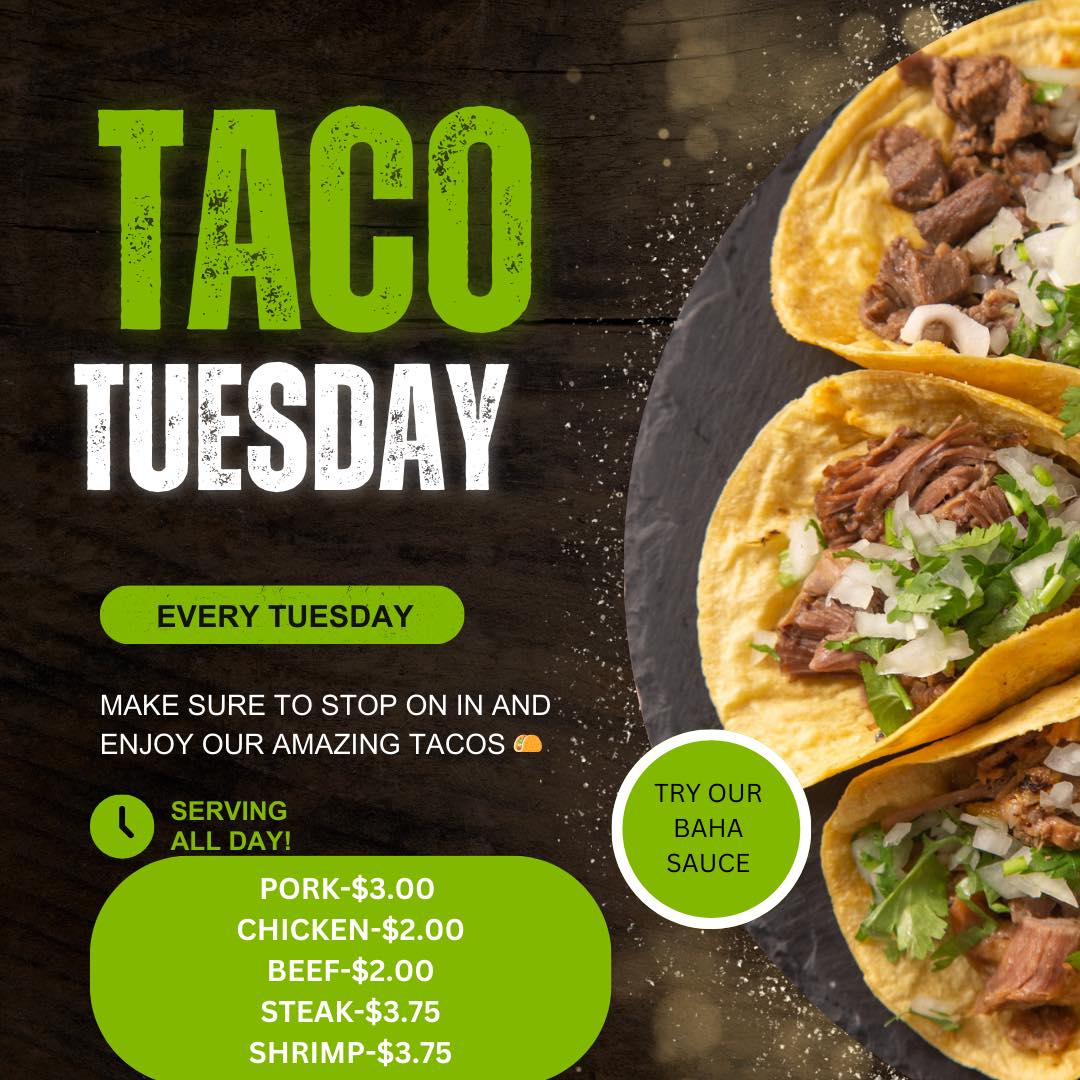 TACO
TUESDAY
EVERY TUESDAY
MAKE SURE TO STOP ON IN AND
ENJOY OUR AMAZING TACOS 🌮
SERVING
ALL DAY!
TRY OUR
BAHA
SAUCE
PORK-$3.00
CHICKEN-$2.00
BEEF-$2.00
STEAK-$3.75
SHRIMP-$3.75